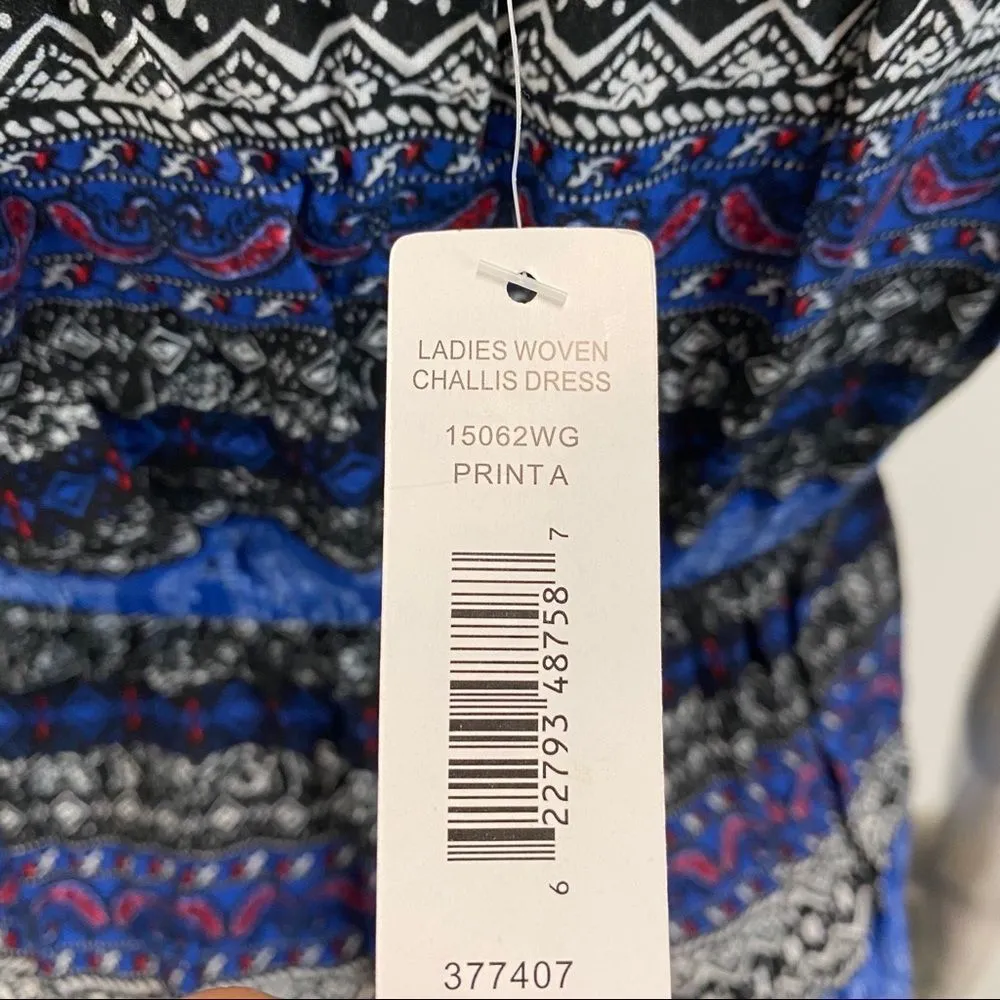 LADIES WOVEN
CHALLIS DRESS
15062WG
PRINT A
6 22793 48758 7
377407